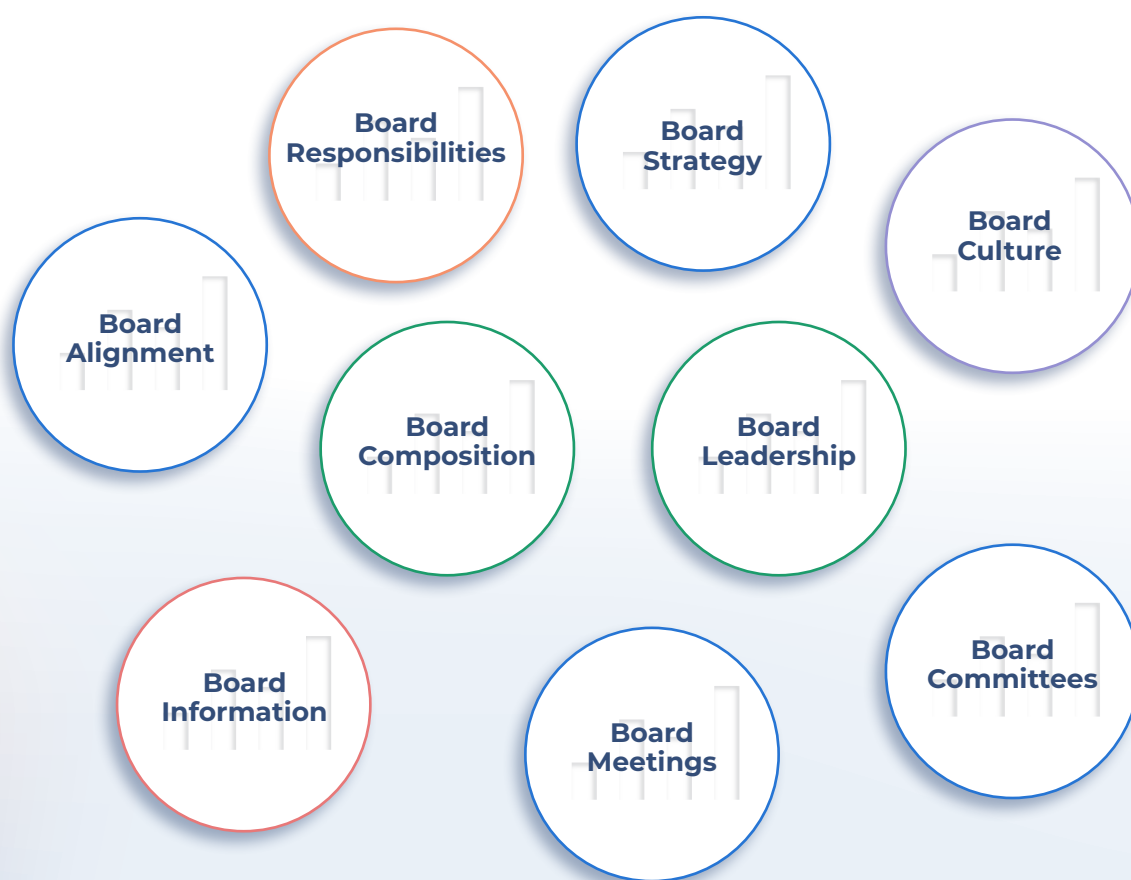 Board
Responsibilities
Board
Strategy
Board
Culture
Board
Alignment
Board
Composition
Board
Leadership
Board
Information
Board
Meetings
Board
Committees